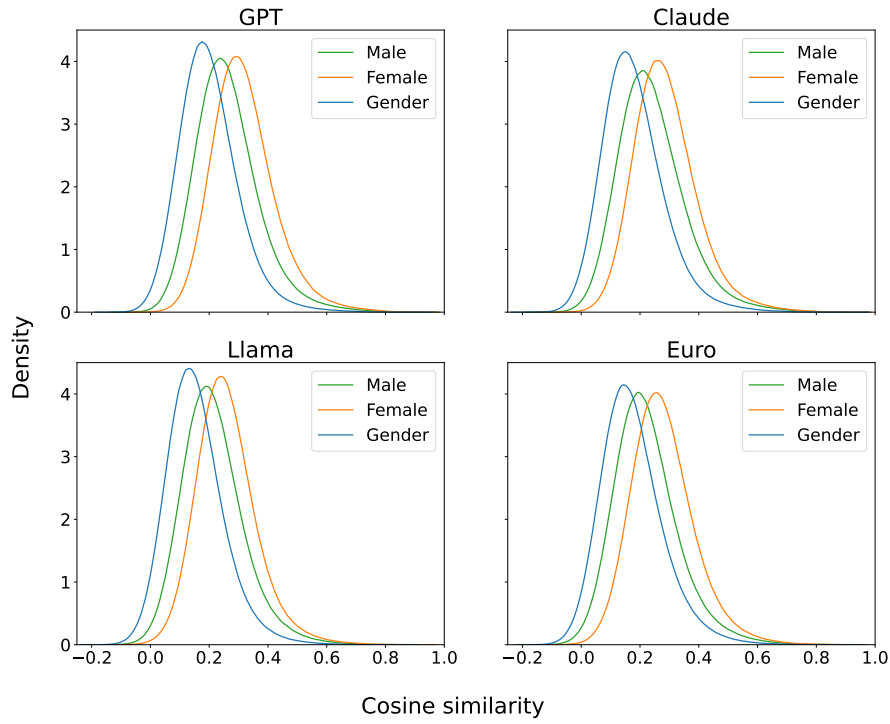 GPT
Claude
Male
Female
Gender
Male
Female
Gender
4
3
2
1
0
Density
Llama
Euro
Male
Female
Gender
Male
Female
Gender
4
3
2
1
0
−0.2 0.0 0.2 0.4 0.6 0.8 1.0
−0.2 0.0 0.2 0.4 0.6 0.8 1.0
Cosine similarity